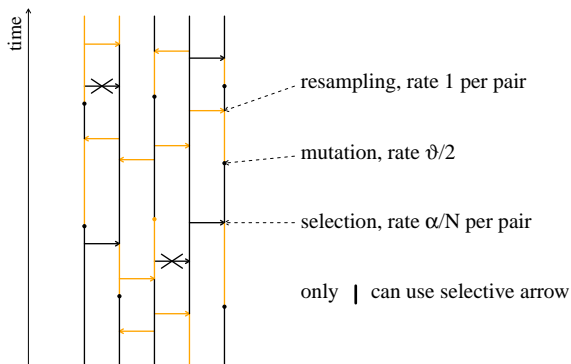 time
resampling, rate 1 per pair
mutation, rate ϑ/2
selection, rate α/N per pair
only | can use selective arrow